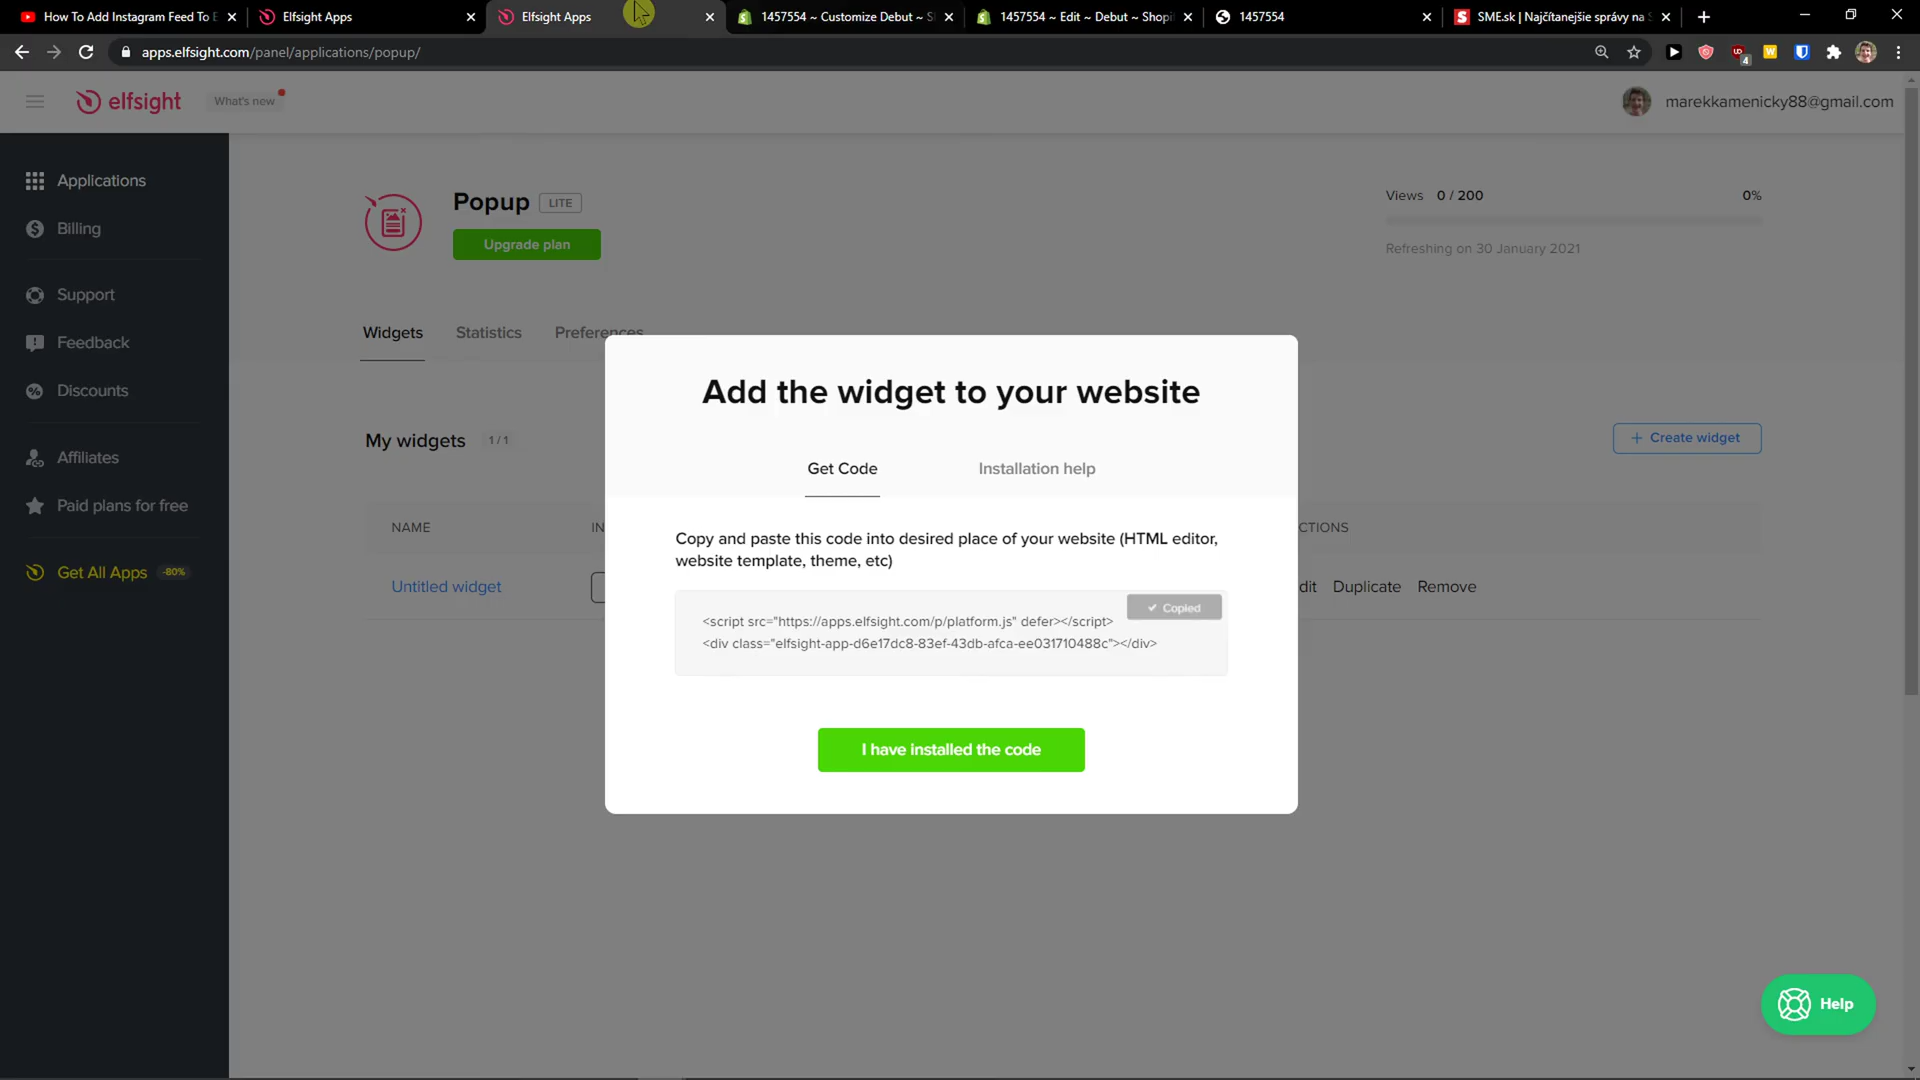 How To Add Instagram Feed To E
Elfsight Apps
Elfsight Apps
1457554 ~ Customize Debut ~ S
1457554 ~ Edit ~ Debut ~ Shopi
1457554
SME.sk | Najčítanejšie správy na S
apps.elfsight.com/panel/applications/popup/
4
elfsight
What's new
marekkamenicky88@gmail.com
Applications
Billing
Support
Feedback
Discounts
Affiliates
Paid plans for free
Get All Apps -80%
Popup LITE
Upgrade plan
Views 0 / 200 0%
Refreshing on 30 January 2021
Widgets Statistics Preferences
My widgets 1 / 1
+ Create widget
NAME IN CTIONS
Untitled widget dit Duplicate Remove
Add the widget to your website
Get Code Installation help
Copy and paste this code into desired place of your website (HTML editor,
website template, theme, etc)
Copied
<script src="https://apps.elfsight.com/p/platform.js" defer></script>
<div class="elfsight-app-d6e17dc8-83ef-43db-afca-ee031710488c"></div>
I have installed the code
Help